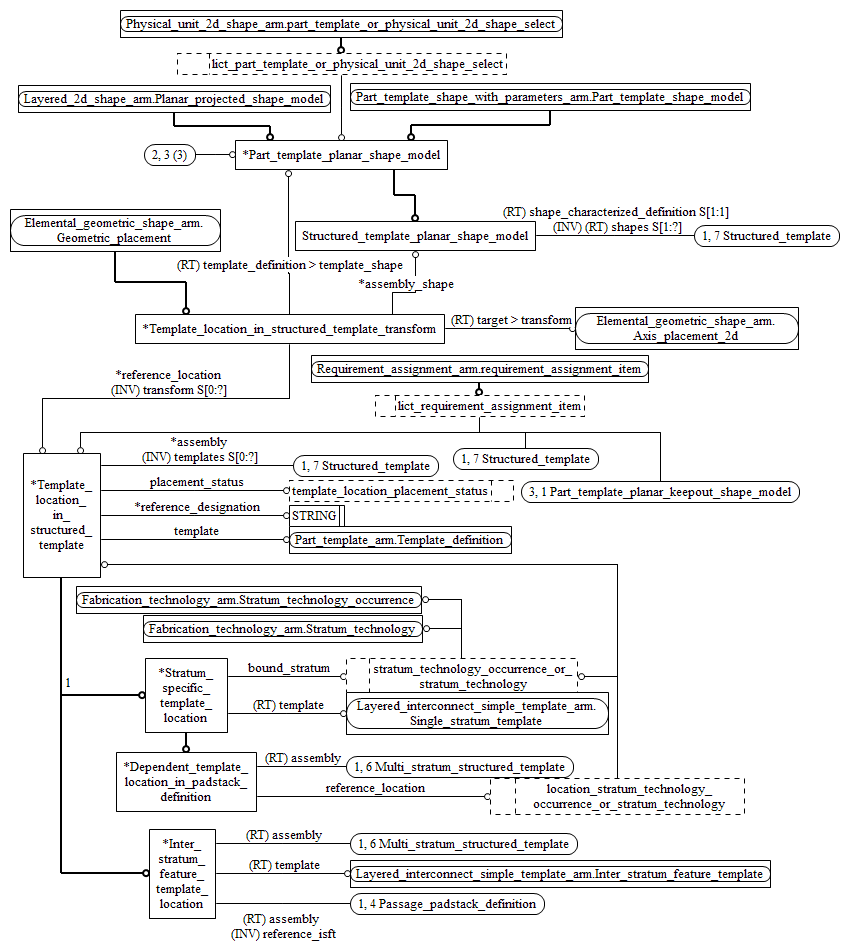 Physical_unit_2d_shape_arm.part_template_or_physical_unit_2d_shape_select
lict_part_template_or_physical_unit_2d_shape_select
Layered_2d_shape_arm.Planar_projected_shape_model
Part_template_shape_with_parameters_arm.Part_template_shape_model
2, 3 (3)
*Part_template_planar_shape_model
Elemental_geometric_shape_arm.
Geometric_placement
Structured_template_planar_shape_model
(RT) shape_characterized_definition S[1:1]
(INV) (RT) shapes S[1:?]
1, 7 Structured_template
(RT) template_definition > template_shape
*assembly_shape
*Template_location_in_structured_template_transform
(RT) target > transform
Elemental_geometric_shape_arm.
Axis_placement_2d
*reference_location
(INV) transform S[0:?]
Requirement_assignment_arm.requirement_assignment_item
lict_requirement_assignment_item
*Template_
location_
in_
structured_
template
*assembly
(INV) templates S[0:?]
1, 7 Structured_template
1, 7 Structured_template
placement_status
template_location_placement_status
3, 1 Part_template_planar_keepout_shape_model
*reference_designation
STRING
template
Part_template_arm.Template_definition
Fabrication_technology_arm.Stratum_technology_occurrence
Fabrication_technology_arm.Stratum_technology
1
*Stratum_
specific_
template_
location
bound_stratum
stratum_technology_occurrence_or_
stratum_technology
(RT) template
Layered_interconnect_simple_template_arm.
Single_stratum_template
*Dependent_template_
location_in_padstack_
definition
(RT) assembly
1, 6 Multi_stratum_structured_template
reference_location
location_stratum_technology_
occurrence_or_stratum_technology
*Inter_
stratum_
feature_
template_
location
(RT) assembly
1, 6 Multi_stratum_structured_template
(RT) template
Layered_interconnect_simple_template_arm.Inter_stratum_feature_template
1, 4 Passage_padstack_definition
(RT) assembly
(INV) reference_isft